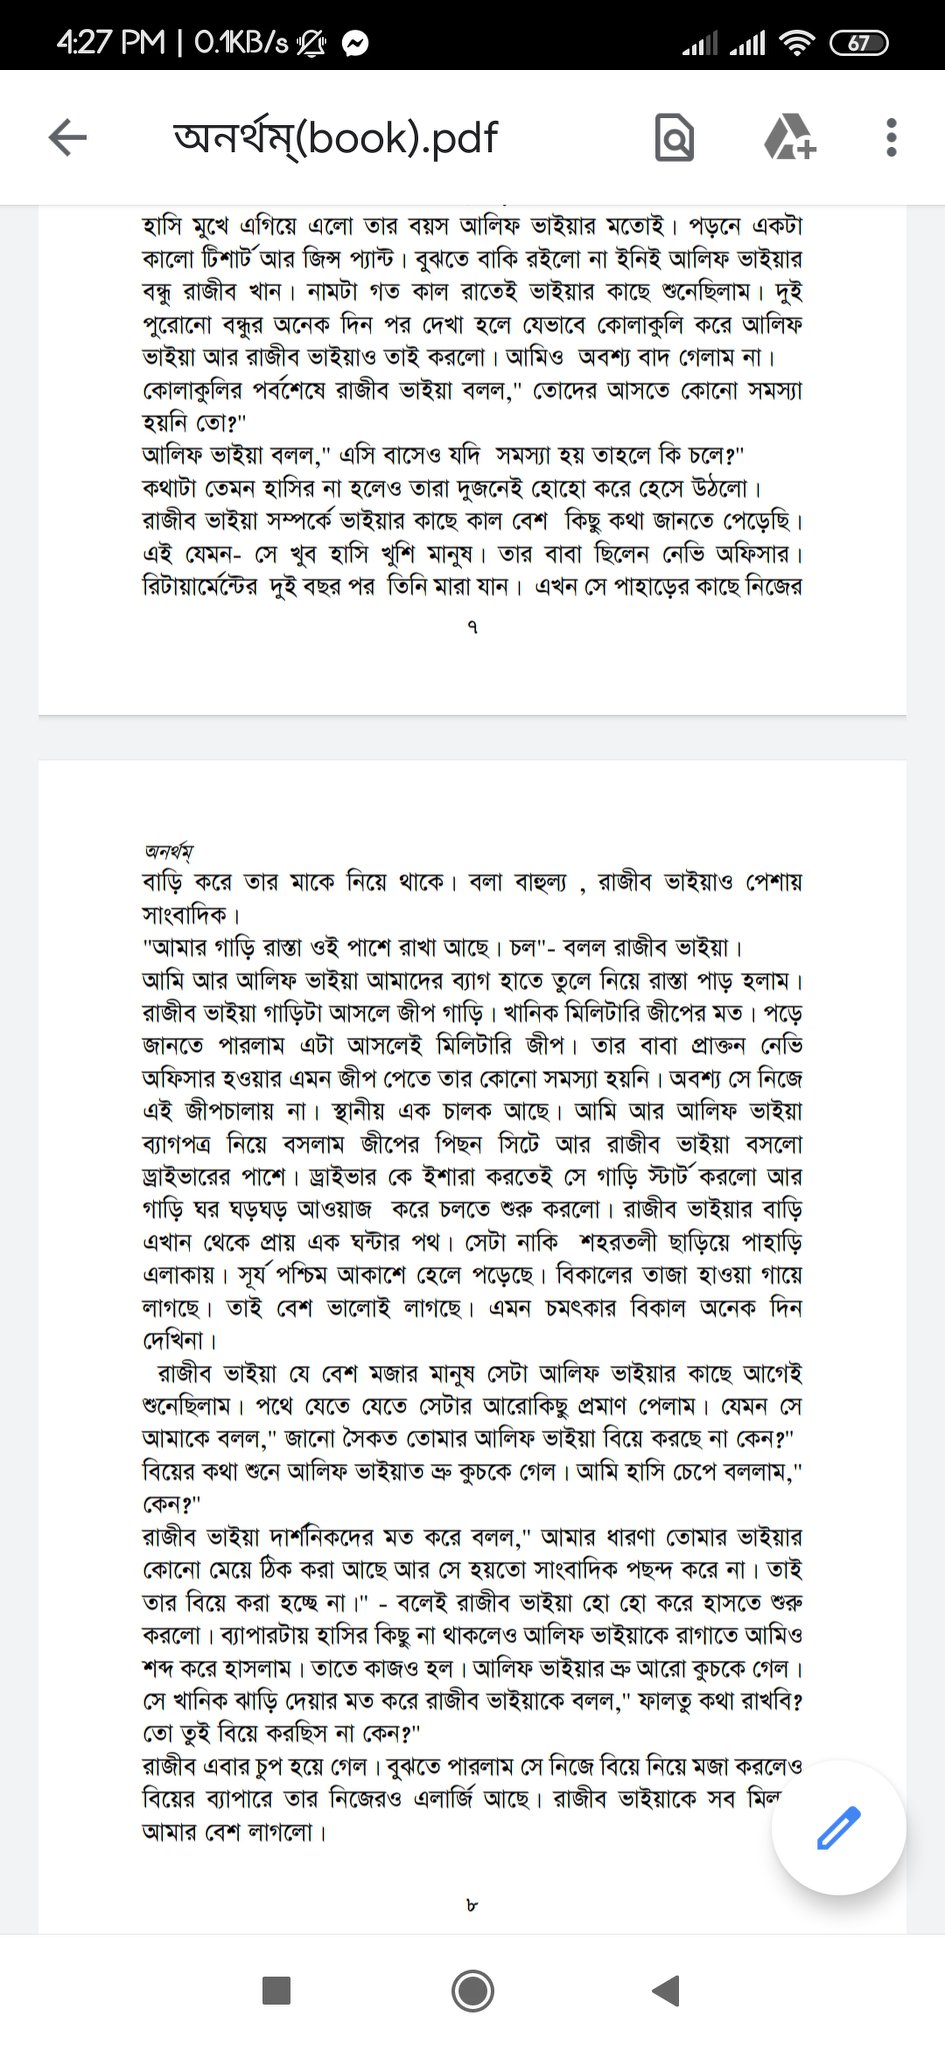 4:27 PM | 0.1KB/s
67
অনর্থম্(book).pdf
হাসি মুখে এগিয়ে এলো তার বয়স আলিফ ভাইয়ার মতোই। পড়নে একটা
কালো টিশার্ট আর জিন্স প্যান্ট। বুঝতে বাকি রইলো না ইনিই আলিফ ভাইয়ার
বন্ধু রাজীব খান। নামটা গত কাল রাতেই ভাইয়ার কাছে শুনেছিলাম। দুই
পুরোনো বন্ধুর অনেক দিন পর দেখা হলে যেভাবে কোলাকুলি করে আলিফ
ভাইয়া আর রাজীব ভাইয়াও তাই করলো। আমিও অবশ্য বাদ গেলাম না।
কোলাকুলির পর্বশেষে রাজীব ভাইয়া বলল," তোদের আসতে কোনো সমস্যা
হয়নি তো?"
আলিফ ভাইয়া বলল," এসি বাসেও যদি সমস্যা হয় তাহলে কি চলে?"
কথাটা তেমন হাসির না হলেও তারা দুজনেই হোহো করে হেসে উঠলো।
রাজীব ভাইয়া সম্পর্কে ভাইয়ার কাছে কাল বেশ কিছু কথা জানতে পেড়েছি।
এই যেমন- সে খুব হাসি খুশি মানুষ। তার বাবা ছিলেন নেভি অফিসার।
রিটায়ার্মেন্টের দুই বছর পর তিনি মারা যান। এখন সে পাহাড়ের কাছে নিজের
৭
অনর্থম্
বাড়ি করে তার মাকে নিয়ে থাকে। বলা বাহুল্য , রাজীব ভাইয়াও পেশায়
সাংবাদিক।
"আমার গাড়ি রাস্তা ওই পাশে রাখা আছে। চল"- বলল রাজীব ভাইয়া।
আমি আর আলিফ ভাইয়া আমাদের ব্যাগ হাতে তুলে নিয়ে রাস্তা পাড় হলাম।
রাজীব ভাইয়া গাড়িটা আসলে জীপ গাড়ি। খানিক মিলিটারি জীপের মত। পড়ে
জানতে পারলাম এটা আসলেই মিলিটারি জীপ। তার বাবা প্রাক্তন নেভি
অফিসার হওয়ার এমন জীপ পেতে তার কোনো সমস্যা হয়নি। অবশ্য সে নিজে
এই জীপচালায় না। স্থানীয় এক চালক আছে। আমি আর আলিফ ভাইয়া
ব্যাগপত্র নিয়ে বসলাম জীপের পিছন সিটে আর রাজীব ভাইয়া বসলো
ড্রাইভারের পাশে। ড্রাইভার কে ইশারা করতেই সে গাড়ি স্টার্ট করলো আর
গাড়ি ঘর ঘড়ঘড় আওয়াজ করে চলতে শুরু করলো। রাজীব ভাইয়ার বাড়ি
এখান থেকে প্রায় এক ঘন্টার পথ। সেটা নাকি শহরতলী ছাড়িয়ে পাহাড়ি
এলাকায়। সূর্য পশ্চিম আকাশে হেলে পড়েছে। বিকালের তাজা হাওয়া গায়ে
লাগছে। তাই বেশ ভালোই লাগছে। এমন চমৎকার বিকাল অনেক দিন
দেখিনা।
রাজীব ভাইয়া যে বেশ মজার মানুষ সেটা আলিফ ভাইয়ার কাছে আগেই
শুনেছিলাম। পথে যেতে যেতে সেটার আরোকিছু প্রমাণ পেলাম। যেমন সে
আমাকে বলল," জানো সৈকত তোমার আলিফ ভাইয়া বিয়ে করছে না কেন?"
বিয়ের কথা শুনে আলিফ ভাইয়াত ভ্রু কুচকে গেল। আমি হাসি চেপে বললাম,"
কেন?"
রাজীব ভাইয়া দার্শনিকদের মত করে বলল," আমার ধারণা তোমার ভাইয়ার
কোনো মেয়ে ঠিক করা আছে আর সে হয়তো সাংবাদিক পছন্দ করে না। তাই
তার বিয়ে করা হচ্ছে না।" - বলেই রাজীব ভাইয়া হো হো করে হাসতে শুরু
করলো। ব্যাপারটায় হাসির কিছু না থাকলেও আলিফ ভাইয়াকে রাগাতে আমিও
শব্দ করে হাসলাম। তাতে কাজও হল। আলিফ ভাইয়ার ভ্রু আরো কুচকে গেল।
সে খানিক ঝাড়ি দেয়ার মত করে রাজীব ভাইয়াকে বলল," ফালতু কথা রাখবি?
তো তুই বিয়ে করছিস না কেন?"
রাজীব এবার চুপ হয়ে গেল। বুঝতে পারলাম সে নিজে বিয়ে নিয়ে মজা করলেও
বিয়ের ব্যাপারে তার নিজেরও এলার্জি আছে। রাজীব ভাইয়াকে সব
আমার বেশ লাগলো।
৮